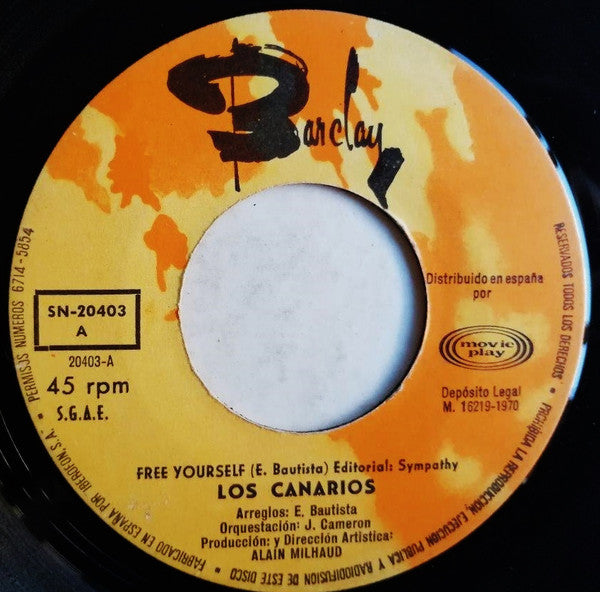 Barclay
SN-20403
A
20403-A
45 rpm
S.G.A.E.
Distribuido en españa
por
movie
play
Depósito Legal
M. 16219-1970
FREE YOURSELF (E. Bautista) Editorial: Sympathy
LOS CANARIOS
Arreglos: E. Bautista
Orquestación: J. Cameron
Producción: y Dirección Artistica:
ALAIN MILHAUD
FABRICADO EN ESPAÑA POR "IBEROFON, S.A." • PERMISOS NUMEROS 6714-5854
RESERVADOS TODOS LOS DERECHOS • PROHIBIDA LA REPRODUCCION, EJECUCION PUBLICA Y RADIODIFUSION DE ESTE DISCO •